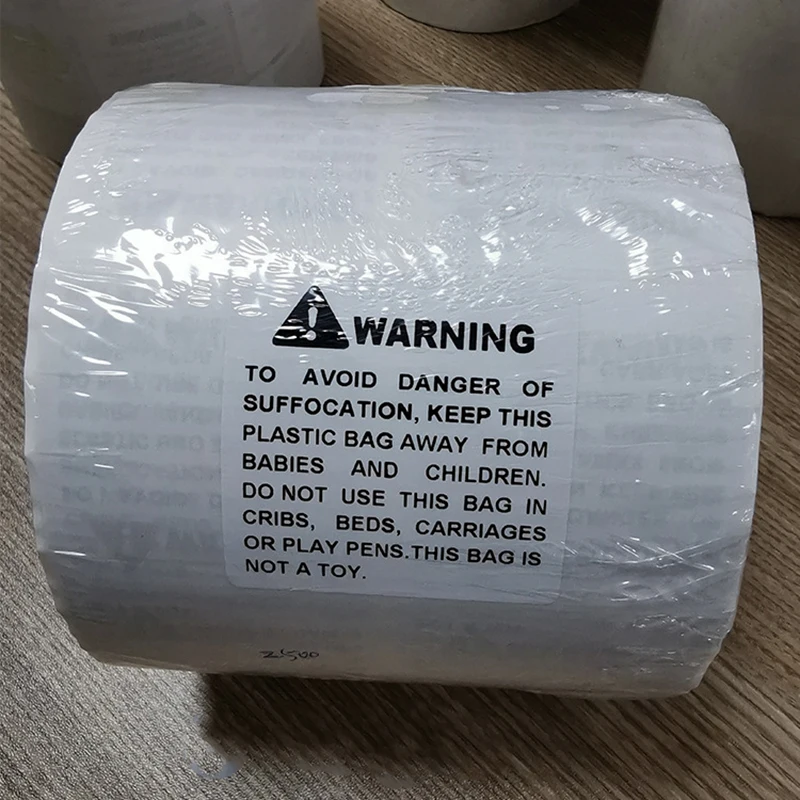 WARNING
TO AVOID DANGER OF
SUFFOCATION, KEEP THIS
PLASTIC BAG AWAY FROM
BABIES AND CHILDREN.
DO NOT USE THIS BAG IN
CRIBS, BEDS, CARRIAGES
OR PLAY PENS.THIS BAG IS
NOT A TOY.
2500